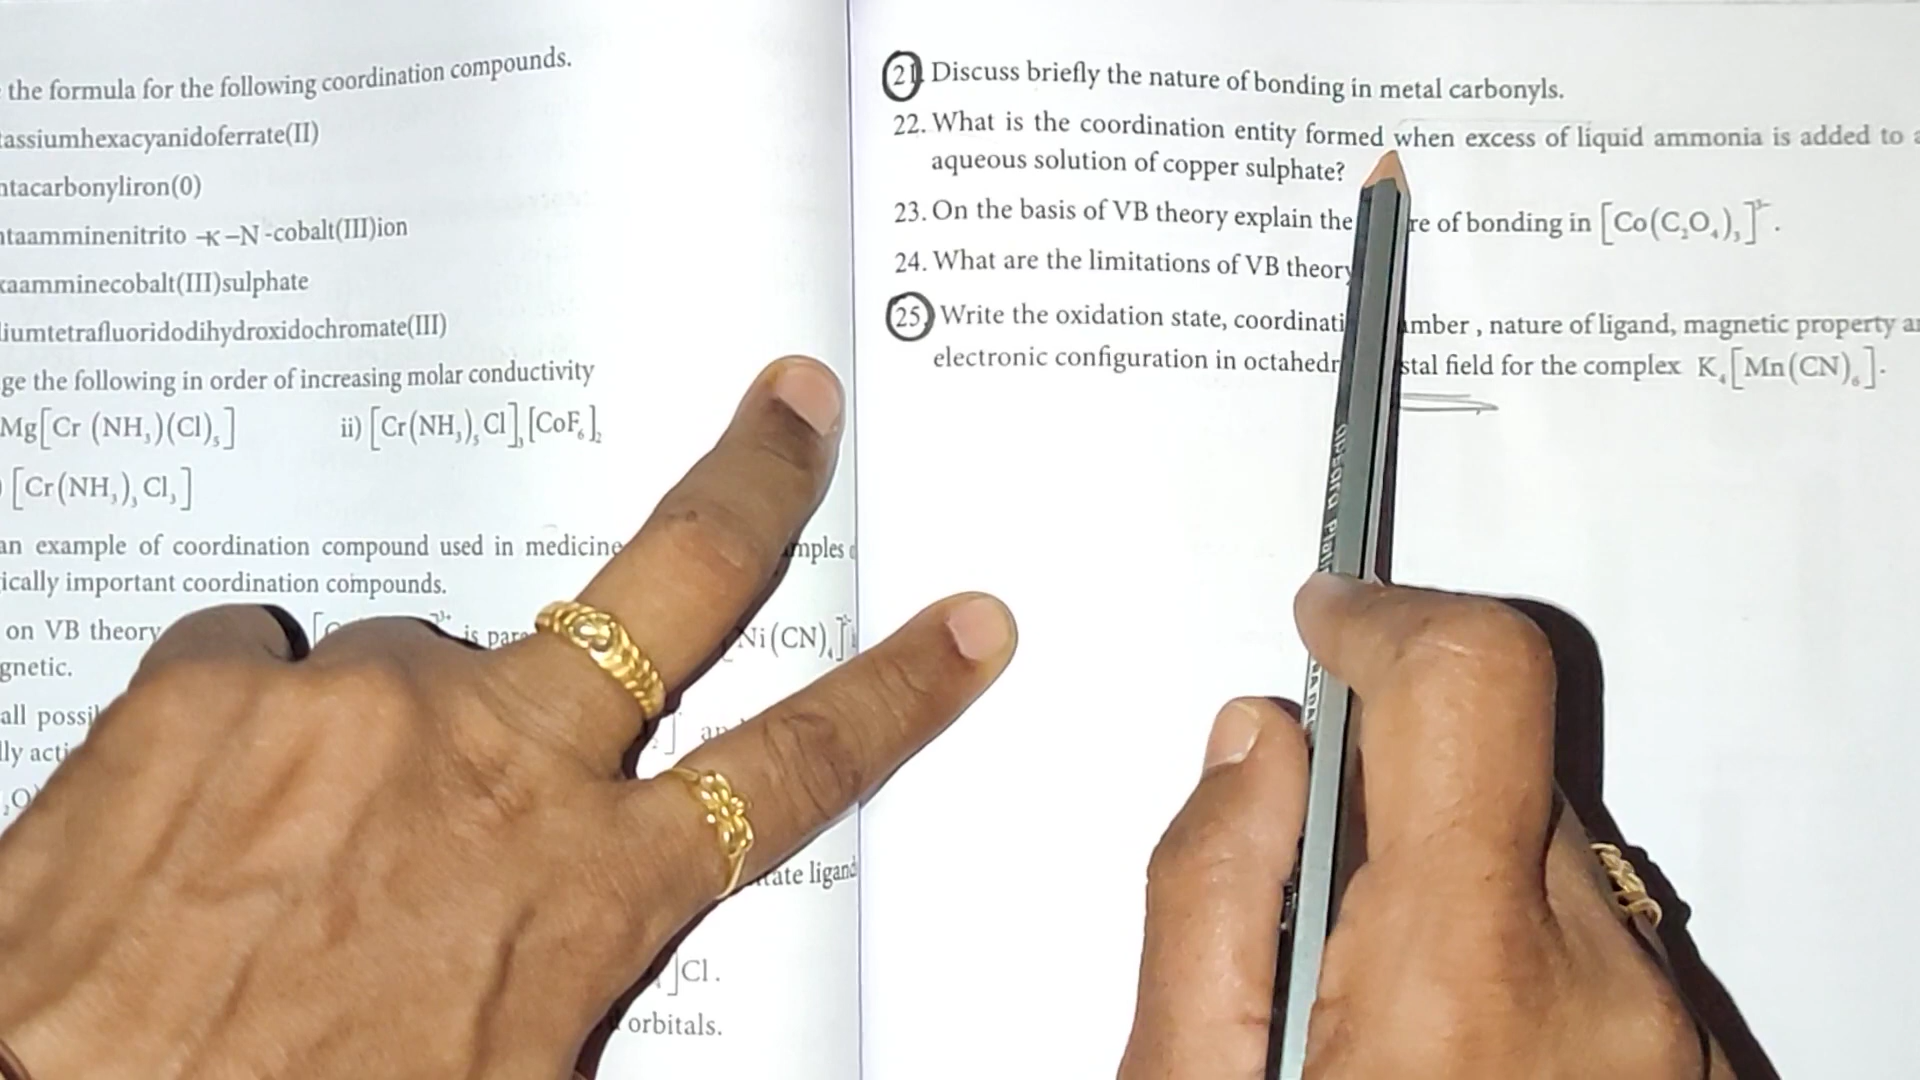 the formula for the following coordination compounds.
tassiumhexacyanidoferrate(II)
ntacarbonyliron(0)
ntaamminenitrito -κ-N-cobalt(III)ion
xaamminecobalt(III)sulphate
liumtetrafluoridodihydroxidochromate(III)
ge the following in order of increasing molar conductivity
Mg[Cr(NH₃)(Cl)₅] ii) [Cr(NH₃)₅Cl]₃[CoF₆]₂
[Cr(NH₃)₃Cl₃]
an example of coordination compound used in medicine mples
ically important coordination compounds.
on VB theory is para Ni(CN)₄]
gnetic.
all possi
lly acti
ate ligand
]Cl.
orbitals.
21. Discuss briefly the nature of bonding in metal carbonyls.
22. What is the coordination entity formed when excess of liquid ammonia is added to a
aqueous solution of copper sulphate?
23. On the basis of VB theory explain the re of bonding in [Co(C₂O₄)₃]³⁻.
24. What are the limitations of VB theory
25. Write the oxidation state, coordinati mber , nature of ligand, magnetic property an
electronic configuration in octahedr stal field for the complex K₄[Mn(CN)₆].